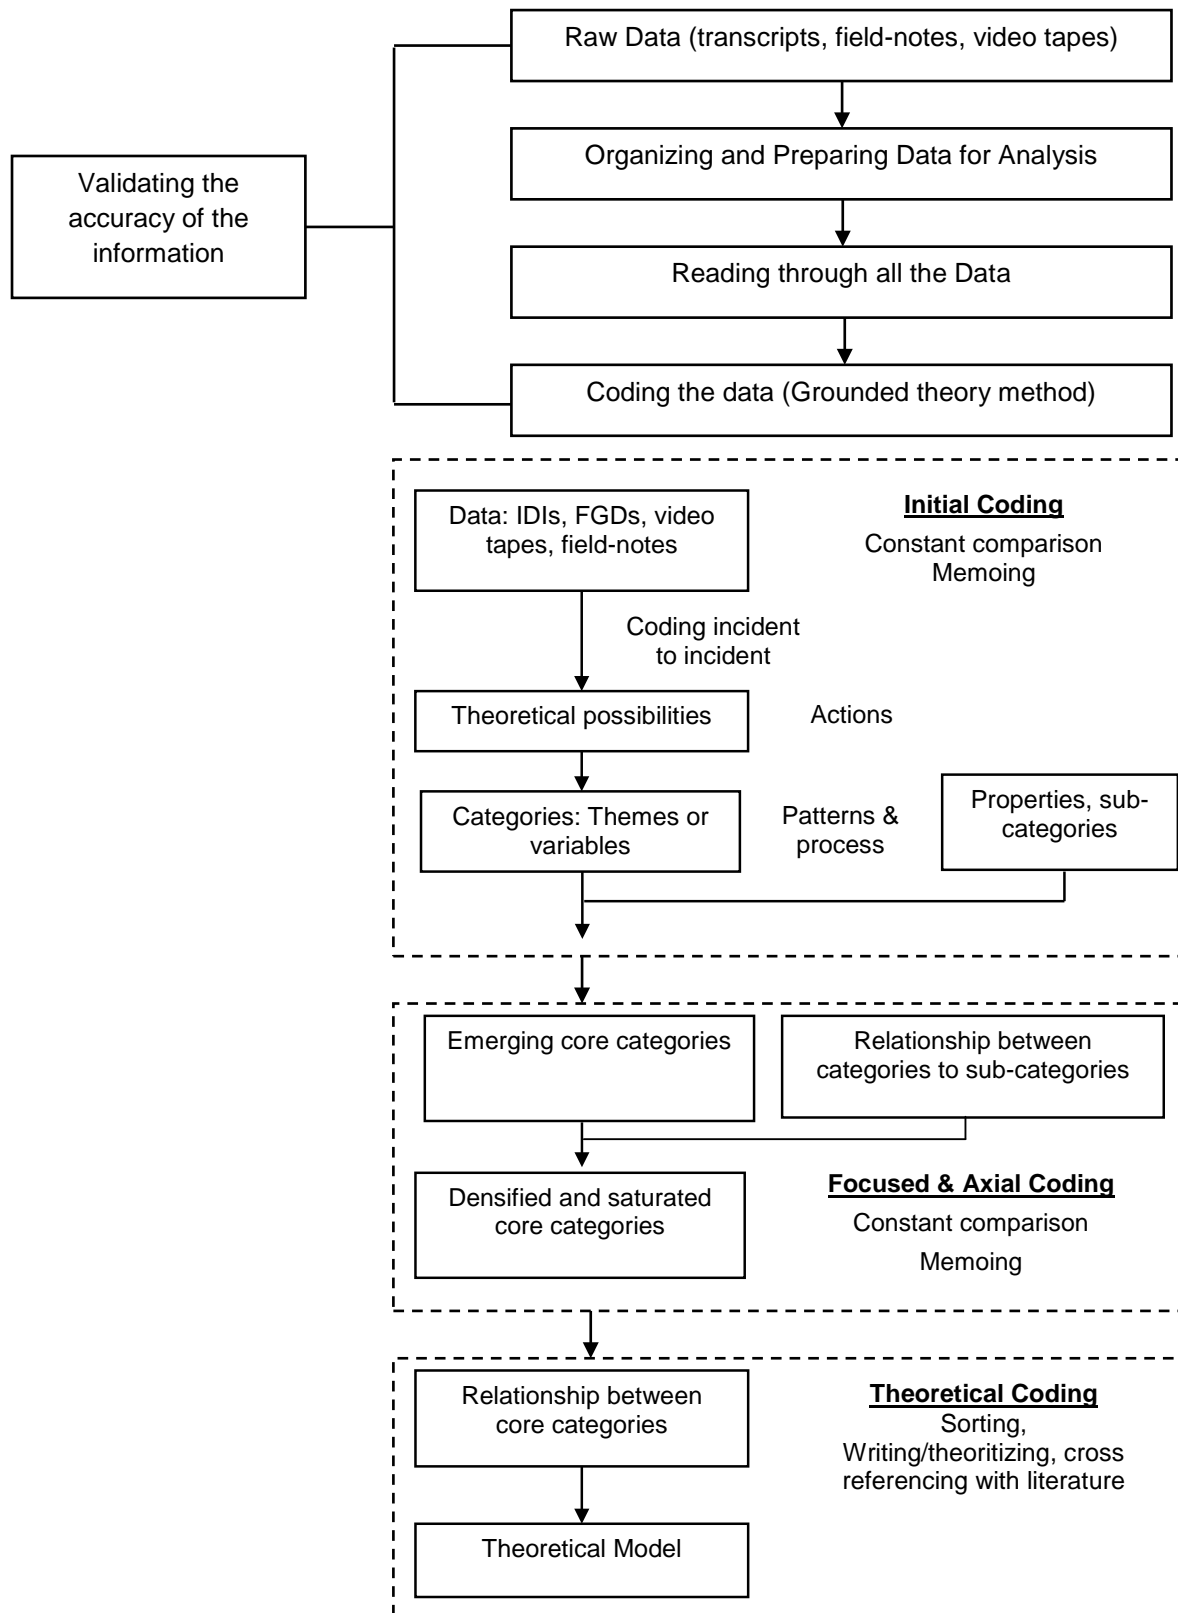 Raw Data (transcripts, field-notes, video tapes)
Organizing and Preparing Data for Analysis
Validating the
accuracy of the
information
Reading through all the Data
Coding the data (Grounded theory method)
Data: IDIs, FGDs, video
tapes, field-notes
Initial Coding
Constant comparison
Memoing
Coding incident
to incident
Theoretical possibilities
Actions
Categories: Themes or
variables
Patterns &
process
Properties, sub-
categories
Emerging core categories
Relationship between
categories to sub-categories
Densified and saturated
core categories
Focused & Axial Coding
Constant comparison
Memoing
Relationship between
core categories
Theoretical Coding
Sorting,
Writing/theoritizing, cross
referencing with literature
Theoretical Model